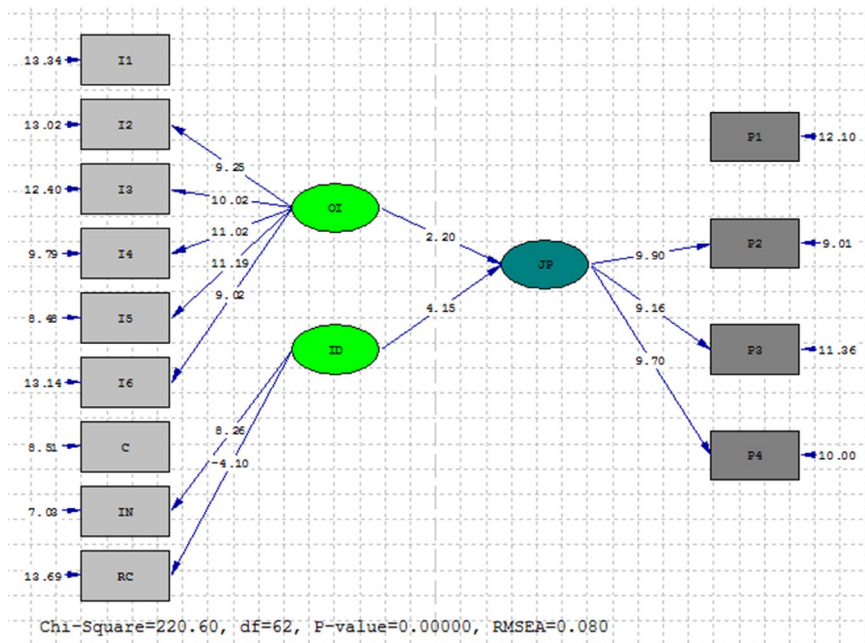 13.34 I1
13.02 I2
12.40 I3
9.79 I4
8.48 I5
13.14 I6
8.51 C
7.03 IN
13.69 RC
9.25
10.02
11.02
11.19
9.02
8.26
-4.10
OI
ID
2.20
4.15
JP
9.90
9.16
9.70
P1 12.10
P2 9.01
P3 11.36
P4 10.00
Chi-Square=220.60, df=62, P-value=0.00000, RMSEA=0.080